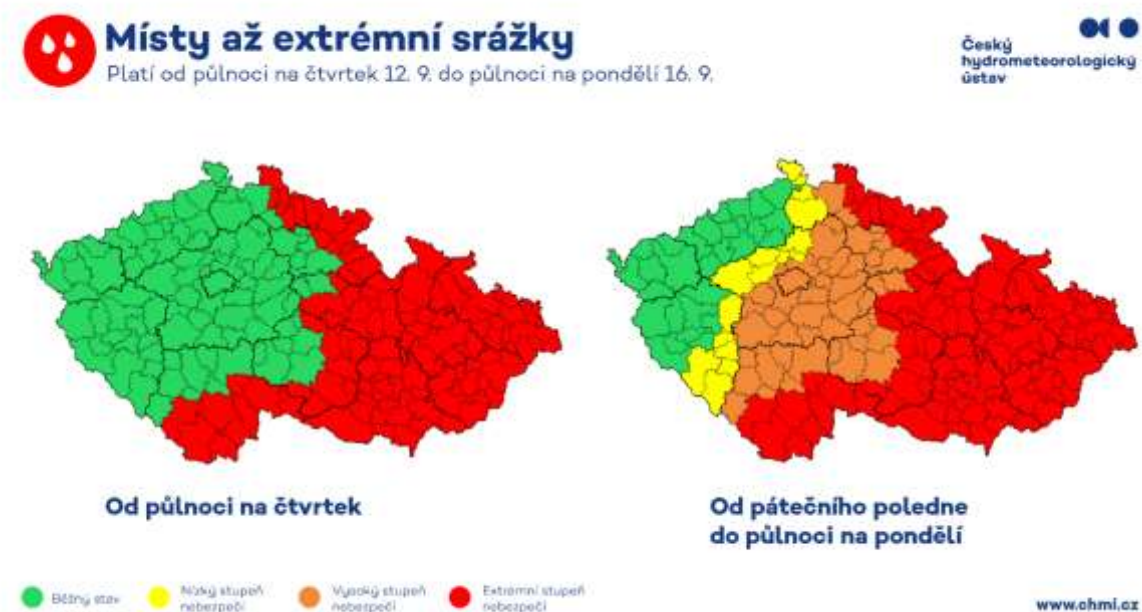 Místy až extrémní srážky
Platí od půlnoci na čtvrtek 12. 9. do půlnoci na pondělí 16. 9.
Český
hydrometeorologický
ústav
Od půlnoci na čtvrtek
Od pátečního poledne
do půlnoci na pondělí
Běžný stav
Nízký stupeň
nebezpečí
Vysoký stupeň
nebezpečí
Extrémní stupeň
nebezpečí
www.chmi.cz